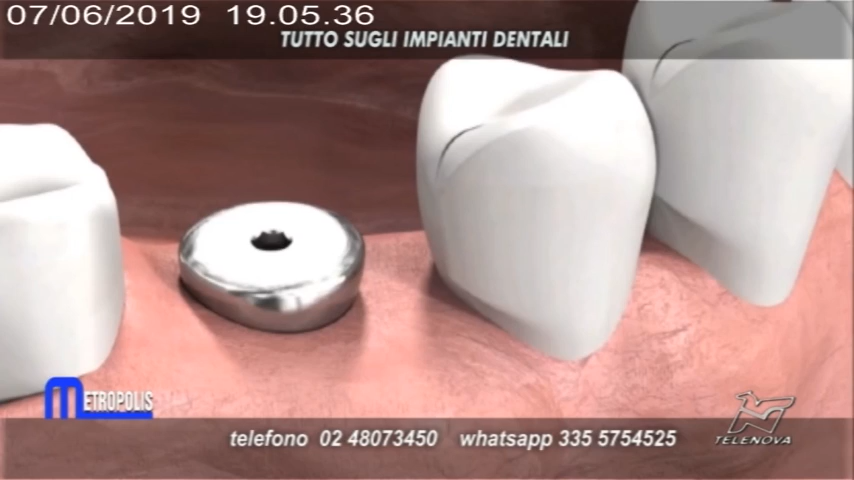 07/06/2019 19.05.36
TUTTO SUGLI IMPIANTI DENTALI
METROPOLIS
telefono 02 48073450 whatsapp 335 5754525
TELENOVA